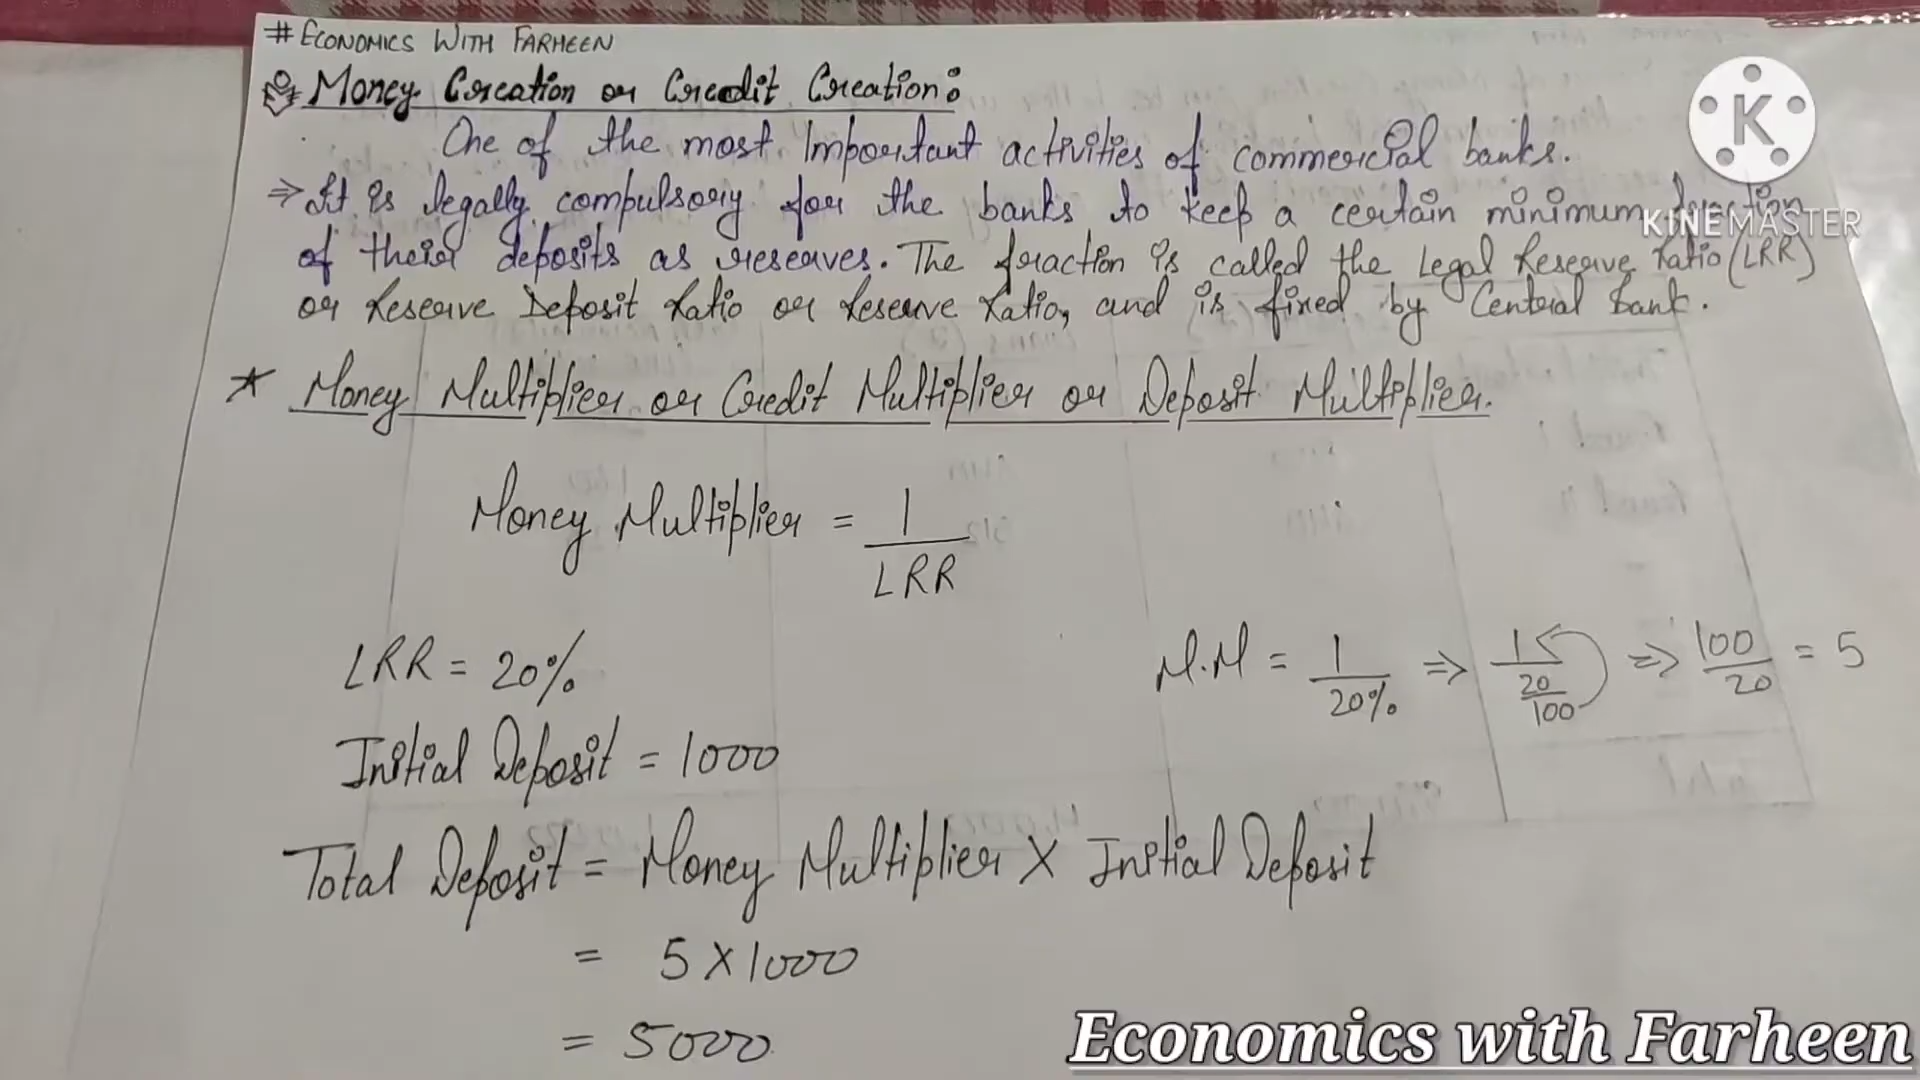 # ECONOMICS WITH FARHEEN
Money Creation or Credit Creation:
One of the most Important activities of commercial banks.
⇒ It is legally compulsory for the banks to keep a certain minimum fraction
of their deposits as reserves. The fraction is called the Legal Reserve Ratio (LRR)
or Reserve Deposit Ratio or Reserve Ratio, and is fixed by Central Bank.
K
KINEMASTER
* Money Multiplier or Credit Multiplier or Deposit Multiplier.
Money Multiplier = 1/LRR
LRR = 20%
M.M = 1/20% ⇒ 1/(20/100) ⇒ 100/20 = 5
Initial Deposit = 1000
Total Deposit = Money Multiplier X Initial Deposit
= 5 X 1000
= 5000
Economics with Farheen